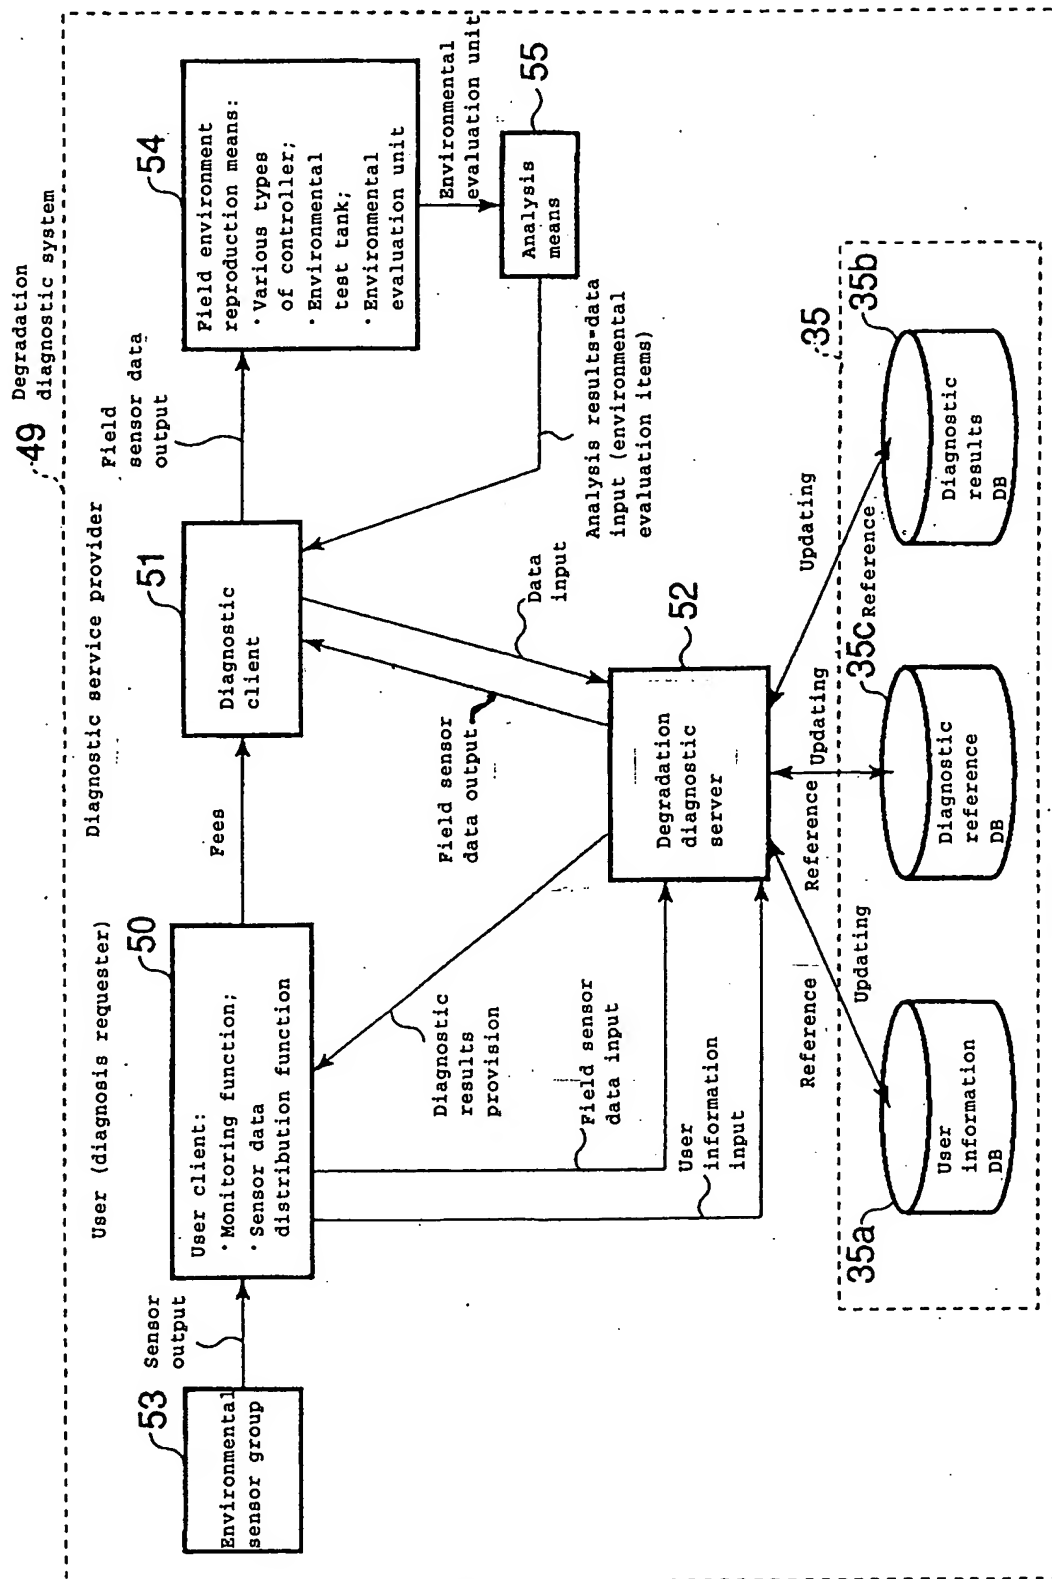 49
Degradation
diagnostic system
Diagnostic service provider
User (diagnosis requester)
53
Environmental
sensor group
Sensor
output
50
User client:
· Monitoring function;
· Sensor data
distribution function
Fees
51
Diagnostic
client
Field
sensor data
output
54
Field environment
reproduction means:
· Various types
of controller;
· Environmental
test tank;
· Environmental
evaluation unit
Environmental
evaluation unit
55
Analysis
means
Analysis results=data
input (environmental
evaluation items)
Data
input
Field sensor
data output
Diagnostic
results
provision
Field sensor
data input
User
information
input
52
Degradation
diagnostic
server
Reference
Updating
Reference
Updating
Updating
Reference
35
35a
User
information
DB
35c
Diagnostic
reference
DB
35b
Diagnostic
results
DB